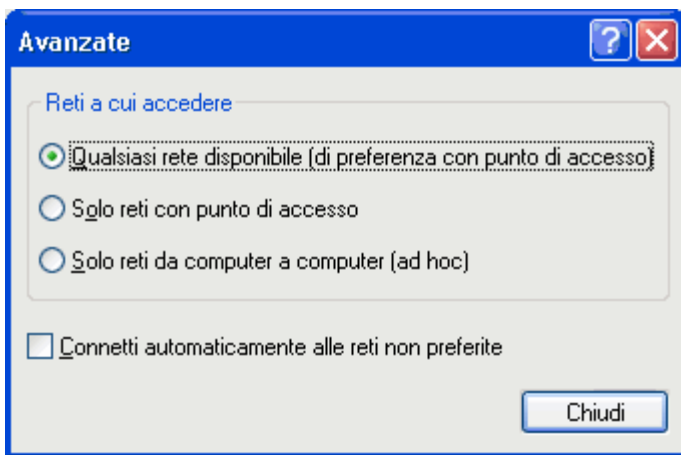 Avanzate
Reti a cui accedere
Qualsiasi rete disponibile (di preferenza con punto di accesso)
Solo reti con punto di accesso
Solo reti da computer a computer (ad hoc)
Connetti automaticamente alle reti non preferite
Chiudi